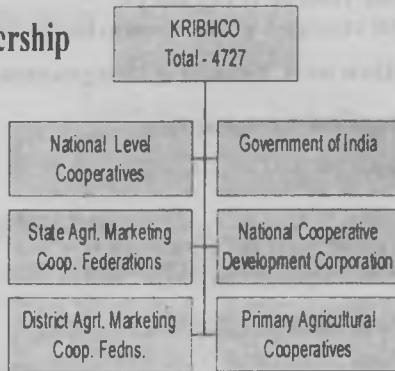 ership
KRIBHCO
Total - 4727
National Level
Cooperatives
Government of India
State Agrl. Marketing
Coop. Federations
National Cooperative
Development Corporation
District Agrl. Marketing
Coop. Fedns.
Primary Agricultural
Cooperatives